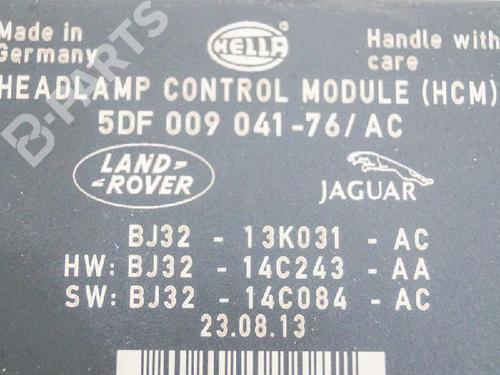 Made in
Germany
HELLA
Handle with
care
HEADLAMP CONTROL MODULE (HCM)
5DF 009 041-76/ AC
LAND-
-ROVER
JAGUAR
BJ32 - 13K031 - AC
HW: BJ32 - 14C243 - AA
SW: BJ32 - 14C084 - AC
23.08.13
B-PARTS